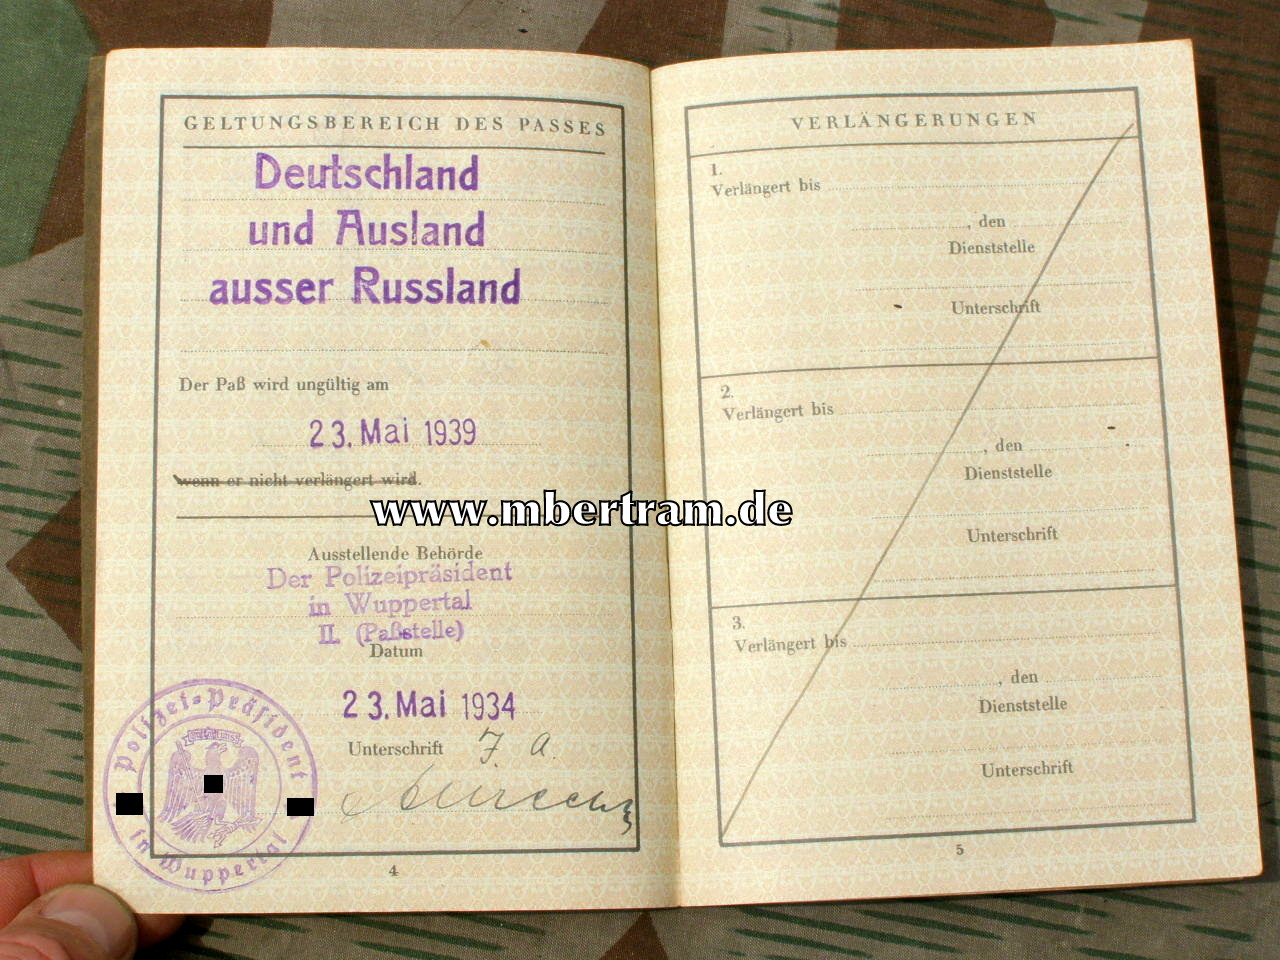 GELTUNGSBEREICH DES PASSES
Deutschland
und Ausland
ausser Russland
Der Paß wird ungültig am
23. Mai 1939
wenn er nicht verlängert wird.
Ausstellende Behörde
Der Polizeipräsident
in Wuppertal
II. (Paßstelle)
Datum
23. Mai 1934
Unterschrift J. A.
Polizei-Präsident
in Wuppertal
4
VERLÄNGERUNGEN
1.
Verlängert bis
, den
Dienststelle
Unterschrift
2.
Verlängert bis
, den
Dienststelle
Unterschrift
3.
Verlängert bis
, den
Dienststelle
Unterschrift
5
www.mbertram.de